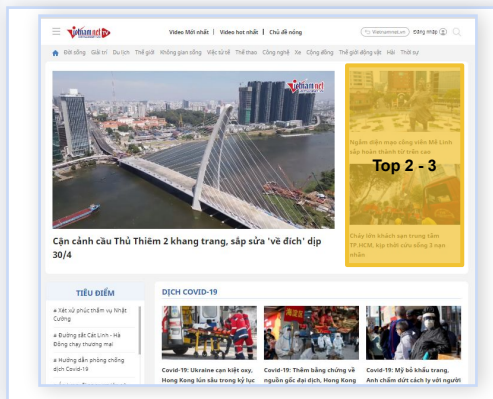 vietnamnet TV
Video Mới nhất | Video hot nhất | Chủ đề nóng
Vietnamnet.vn
Đăng nhập
Đời sống Giải trí Du lịch Thế giới Không gian sống Việc tử tế Thể thao Công nghệ Xe Cộng đồng Thế giới động vật Hài Thời sự
vietnamnet
Cận cảnh cầu Thủ Thiêm 2 khang trang, sắp sửa 'về đích' dịp
30/4
Ngắm diện mạo công viên Mê Linh
sắp hoàn thành từ trên cao
Top 2 - 3
Cháy lớn khách sạn trung tâm
TP.HCM, kịp thời cứu sống 3 nạn
nhân
TIÊU ĐIỂM
Xét xử phúc thẩm vụ Nhật
Cường
Đường sắt Cát Linh - Hà
Đông chạy thương mại
Hướng dẫn phòng chống
dịch Covid-19
DỊCH COVID-19
Covid-19: Ukraine cạn kiệt oxy,
Hong Kong lún sâu trong kỷ lục
Covid-19: Thêm bằng chứng về
nguồn gốc đại dịch, Hong Kong
Covid-19: Mỹ bỏ khẩu trang,
Anh chấm dứt cách ly với người